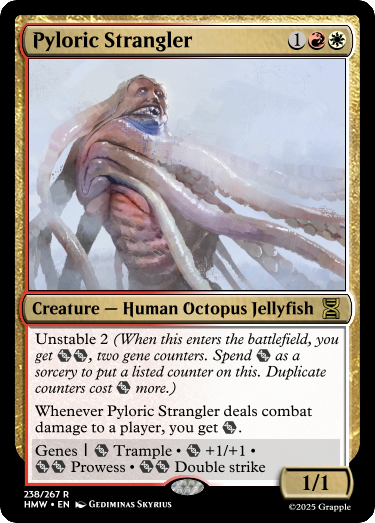 Pyloric Strangler 1
Creature — Human Octopus Jellyfish
Unstable 2 (When this enters the battlefield, you
get , two gene counters. Spend as a
sorcery to put a listed counter on this. Duplicate
counters cost more.)
Whenever Pyloric Strangler deals combat
damage to a player, you get .
Genes | Trample • +1/+1 •
Prowess • Double strike
1/1
238/267 R
HMW • EN Gediminas Skyrius
©2025 Grapple